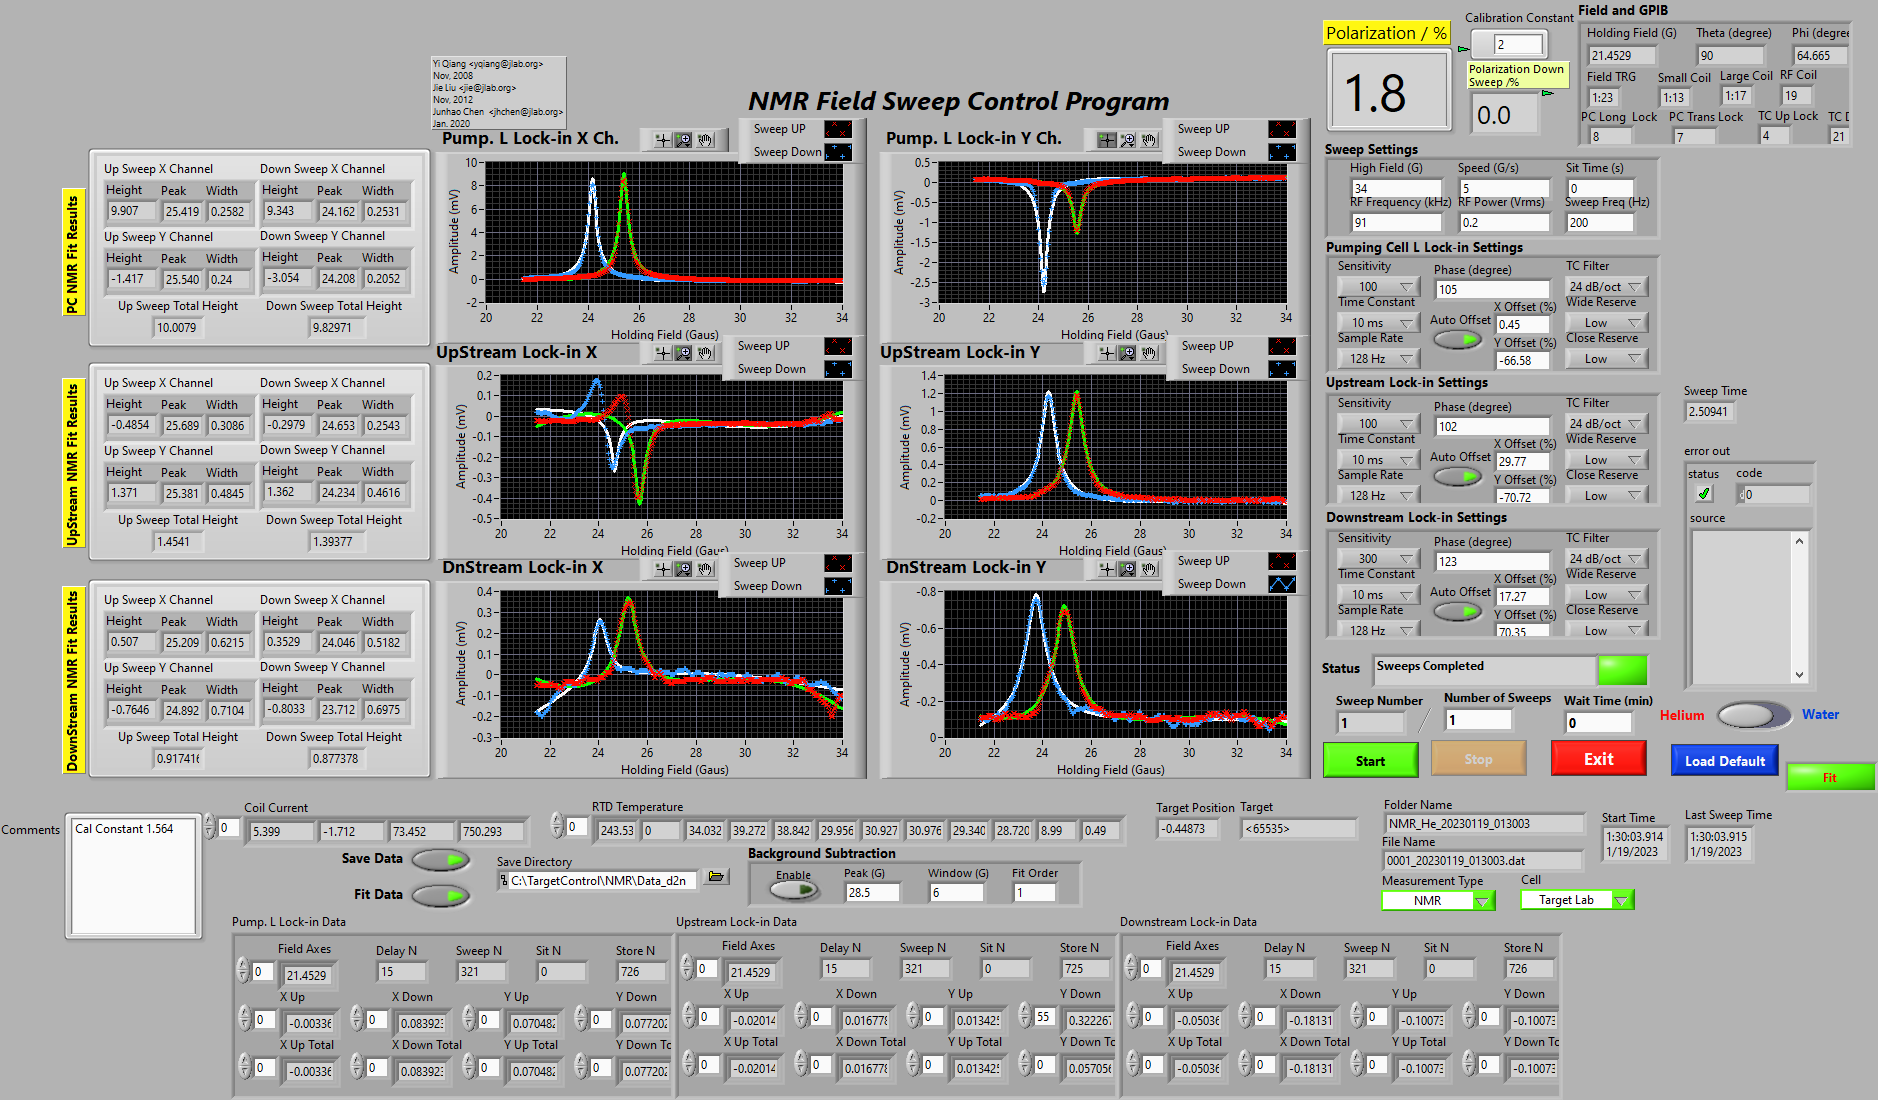 Yi Qiang <yqiang@jlab.org>
Nov, 2008
Jie Liu <jie@jlab.org>
Nov, 2012
Junhao Chen <jhchen@jlab.org>
Jan. 2020
NMR Field Sweep Control Program
Polarization / %
1.8
Calibration Constant
2
Polarization Down
Sweep /%
0.0
Field and GPIB
Holding Field (G) Theta (degree) Phi (degree
21.4529 90 64.665
Field TRG Small Coil Large Coil RF Coil
1:23 1:13 1:17 19
PC Long Lock PC Trans Lock TC Up Lock TC D
8 7 4 21
PC NMR Fit Results
Up Sweep X Channel Down Sweep X Channel
Height Peak Width Height Peak Width
9.907 25.419 0.2582 9.343 24.162 0.2531
Up Sweep Y Channel Down Sweep Y Channel
Height Peak Width Height Peak Width
-1.417 25.540 0.24 -3.054 24.208 0.2052
Up Sweep Total Height Down Sweep Total Height
10.0079 9.82971
Pump. L Lock-in X Ch.
Sweep UP
Sweep Down
Amplitude (mV)
10
8
6
4
2
0
-2
20 22 24 26 28 30 32 34
Holding Field (Gaus)
Pump. L Lock-in Y Ch.
Sweep UP
Sweep Down
Amplitude (mV)
0.5
0
-0.5
-1
-1.5
-2
-2.5
-3
20 22 24 26 28 30 32 34
Holding Field (Gaus)
UpStream NMR Fit Results
Up Sweep X Channel Down Sweep X Channel
Height Peak Width Height Peak Width
-0.4854 25.689 0.3086 -0.2979 24.653 0.2543
Up Sweep Y Channel Down Sweep Y Channel
Height Peak Width Height Peak Width
1.371 25.381 0.4845 1.362 24.234 0.4616
Up Sweep Total Height Down Sweep Total Height
1.4541 1.39377
UpStream Lock-in X
Sweep UP
Sweep Down
Amplitude (mV)
0.2
0.1
0
-0.1
-0.2
-0.3
-0.4
-0.5
20 22 24 26 28 30 32 34
Holding Field (Gaus)
UpStream Lock-in Y
Sweep UP
Sweep Down
Amplitude (mV)
1.4
1.2
1
0.8
0.6
0.4
0.2
0
-0.2
20 22 24 26 28 30 32 34
Holding Field (Gaus)
DownStream NMR Fit Results
Up Sweep X Channel Down Sweep X Channel
Height Peak Width Height Peak Width
0.507 25.209 0.6215 0.3529 24.046 0.5182
Up Sweep Y Channel Down Sweep Y Channel
Height Peak Width Height Peak Width
-0.7646 24.892 0.7104 -0.8033 23.712 0.6975
Up Sweep Total Height Down Sweep Total Height
0.917416 0.877378
DnStream Lock-in X
Sweep UP
Sweep Down
Amplitude (mV)
0.4
0.3
0.2
0.1
0
-0.1
-0.2
-0.3
20 22 24 26 28 30 32 34
Holding Field (Gaus)
DnStream Lock-in Y
Sweep UP
Sweep Down
Amplitude (mV)
-0.8
-0.6
-0.4
-0.2
0
20 22 24 26 28 30 32 34
Holding Field (Gaus)
Sweep Settings
High Field (G) Speed (G/s) Sit Time (s)
34 5 0
RF Frequency (kHz) RF Power (Vrms) Sweep Freq (Hz)
91 0.2 200
Pumping Cell L Lock-in Settings
Sensitivity Phase (degree) TC Filter
100 105 24 dB/oct
Time Constant X Offset (%) Wide Reserve
10 ms Auto Offset 0.45 Low
Sample Rate Y Offset (%) Close Reserve
128 Hz -66.58 Low
Upstream Lock-in Settings
Sensitivity Phase (degree) TC Filter
100 102 24 dB/oct
Time Constant X Offset (%) Wide Reserve
10 ms Auto Offset 29.77 Low
Sample Rate Y Offset (%) Close Reserve
128 Hz -70.72 Low
Downstream Lock-in Settings
Sensitivity Phase (degree) TC Filter
300 123 24 dB/oct
Time Constant X Offset (%) Wide Reserve
10 ms Auto Offset 17.27 Low
Sample Rate Y Offset (%) Close Reserve
128 Hz 70.35 Low
Sweep Time
2.50941
error out
status code
0
source
Status Sweeps Completed
Sweep Number Number of Sweeps Wait Time (min)
1 / 1 0
Helium Water
Start Stop Exit Load Default Fit
Comments
Cal Constant 1.564
Coil Current
0 5.399 -1.712 73.452 750.293
RTD Temperature
0 243.53 0 34.032 39.272 38.842 29.956 30.927 30.976 29.340 28.720 8.99 0.49
Target Position Target
-0.44873 <65535>
Folder Name
NMR_He_20230119_013003
File Name
0001_20230119_013003.dat
Start Time Last Sweep Time
1:30:03.914 1:30:03.915
1/19/2023 1/19/2023
Measurement Type Cell
NMR Target Lab
Save Data
Fit Data
Save Directory
C:\TargetControl\NMR\Data_d2n
Background Subtraction
Enable Peak (G) Window (G) Fit Order
28.5 6 1
Pump. L Lock-in Data
Field Axes Delay N Sweep N Sit N Store N
0 21.4529 15 321 0 726
X Up X Down Y Up Y Down
0 -0.00336 0 0.083923 0 0.070482 0 0.077202
X Up Total X Down Total Y Up Total Y Down To
0 -0.00336 0 0.083923 0 0.070482 0 0.077202
Upstream Lock-in Data
Field Axes Delay N Sweep N Sit N Store N
0 21.4529 15 321 0 725
X Up X Down Y Up Y Down
0 -0.02014 0 0.016778 0 0.013425 55 0.322267
X Up Total X Down Total Y Up Total Y Down Tc
0 -0.02014 0 0.016778 0 0.013425 0 0.057056
Downstream Lock-in Data
Field Axes Delay N Sweep N Sit N Store N
0 21.4529 15 321 0 726
X Up X Down Y Up Y Down
0 -0.05036 0 -0.18131 0 -0.10073 0 -0.10073
X Up Total X Down Total Y Up Total Y Down Tc
0 -0.05036 0 -0.18131 0 -0.10073 0 -0.10073